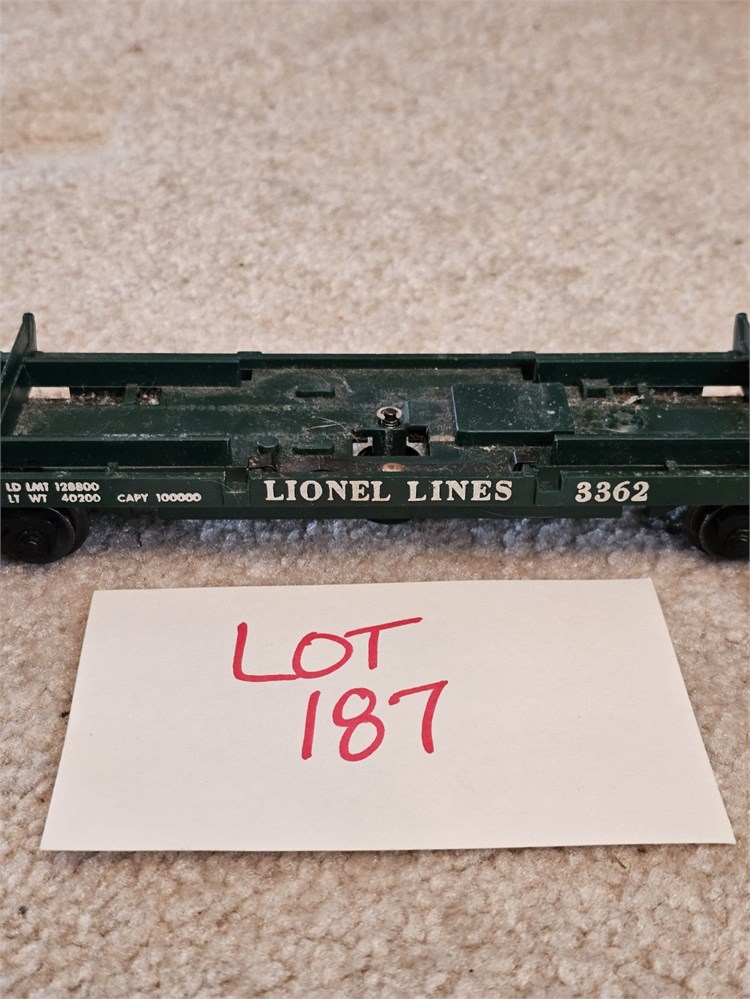 LD LMT 128800
LT WT 40200 CAPY 100000 LIONEL LINES 3362
LOT
187